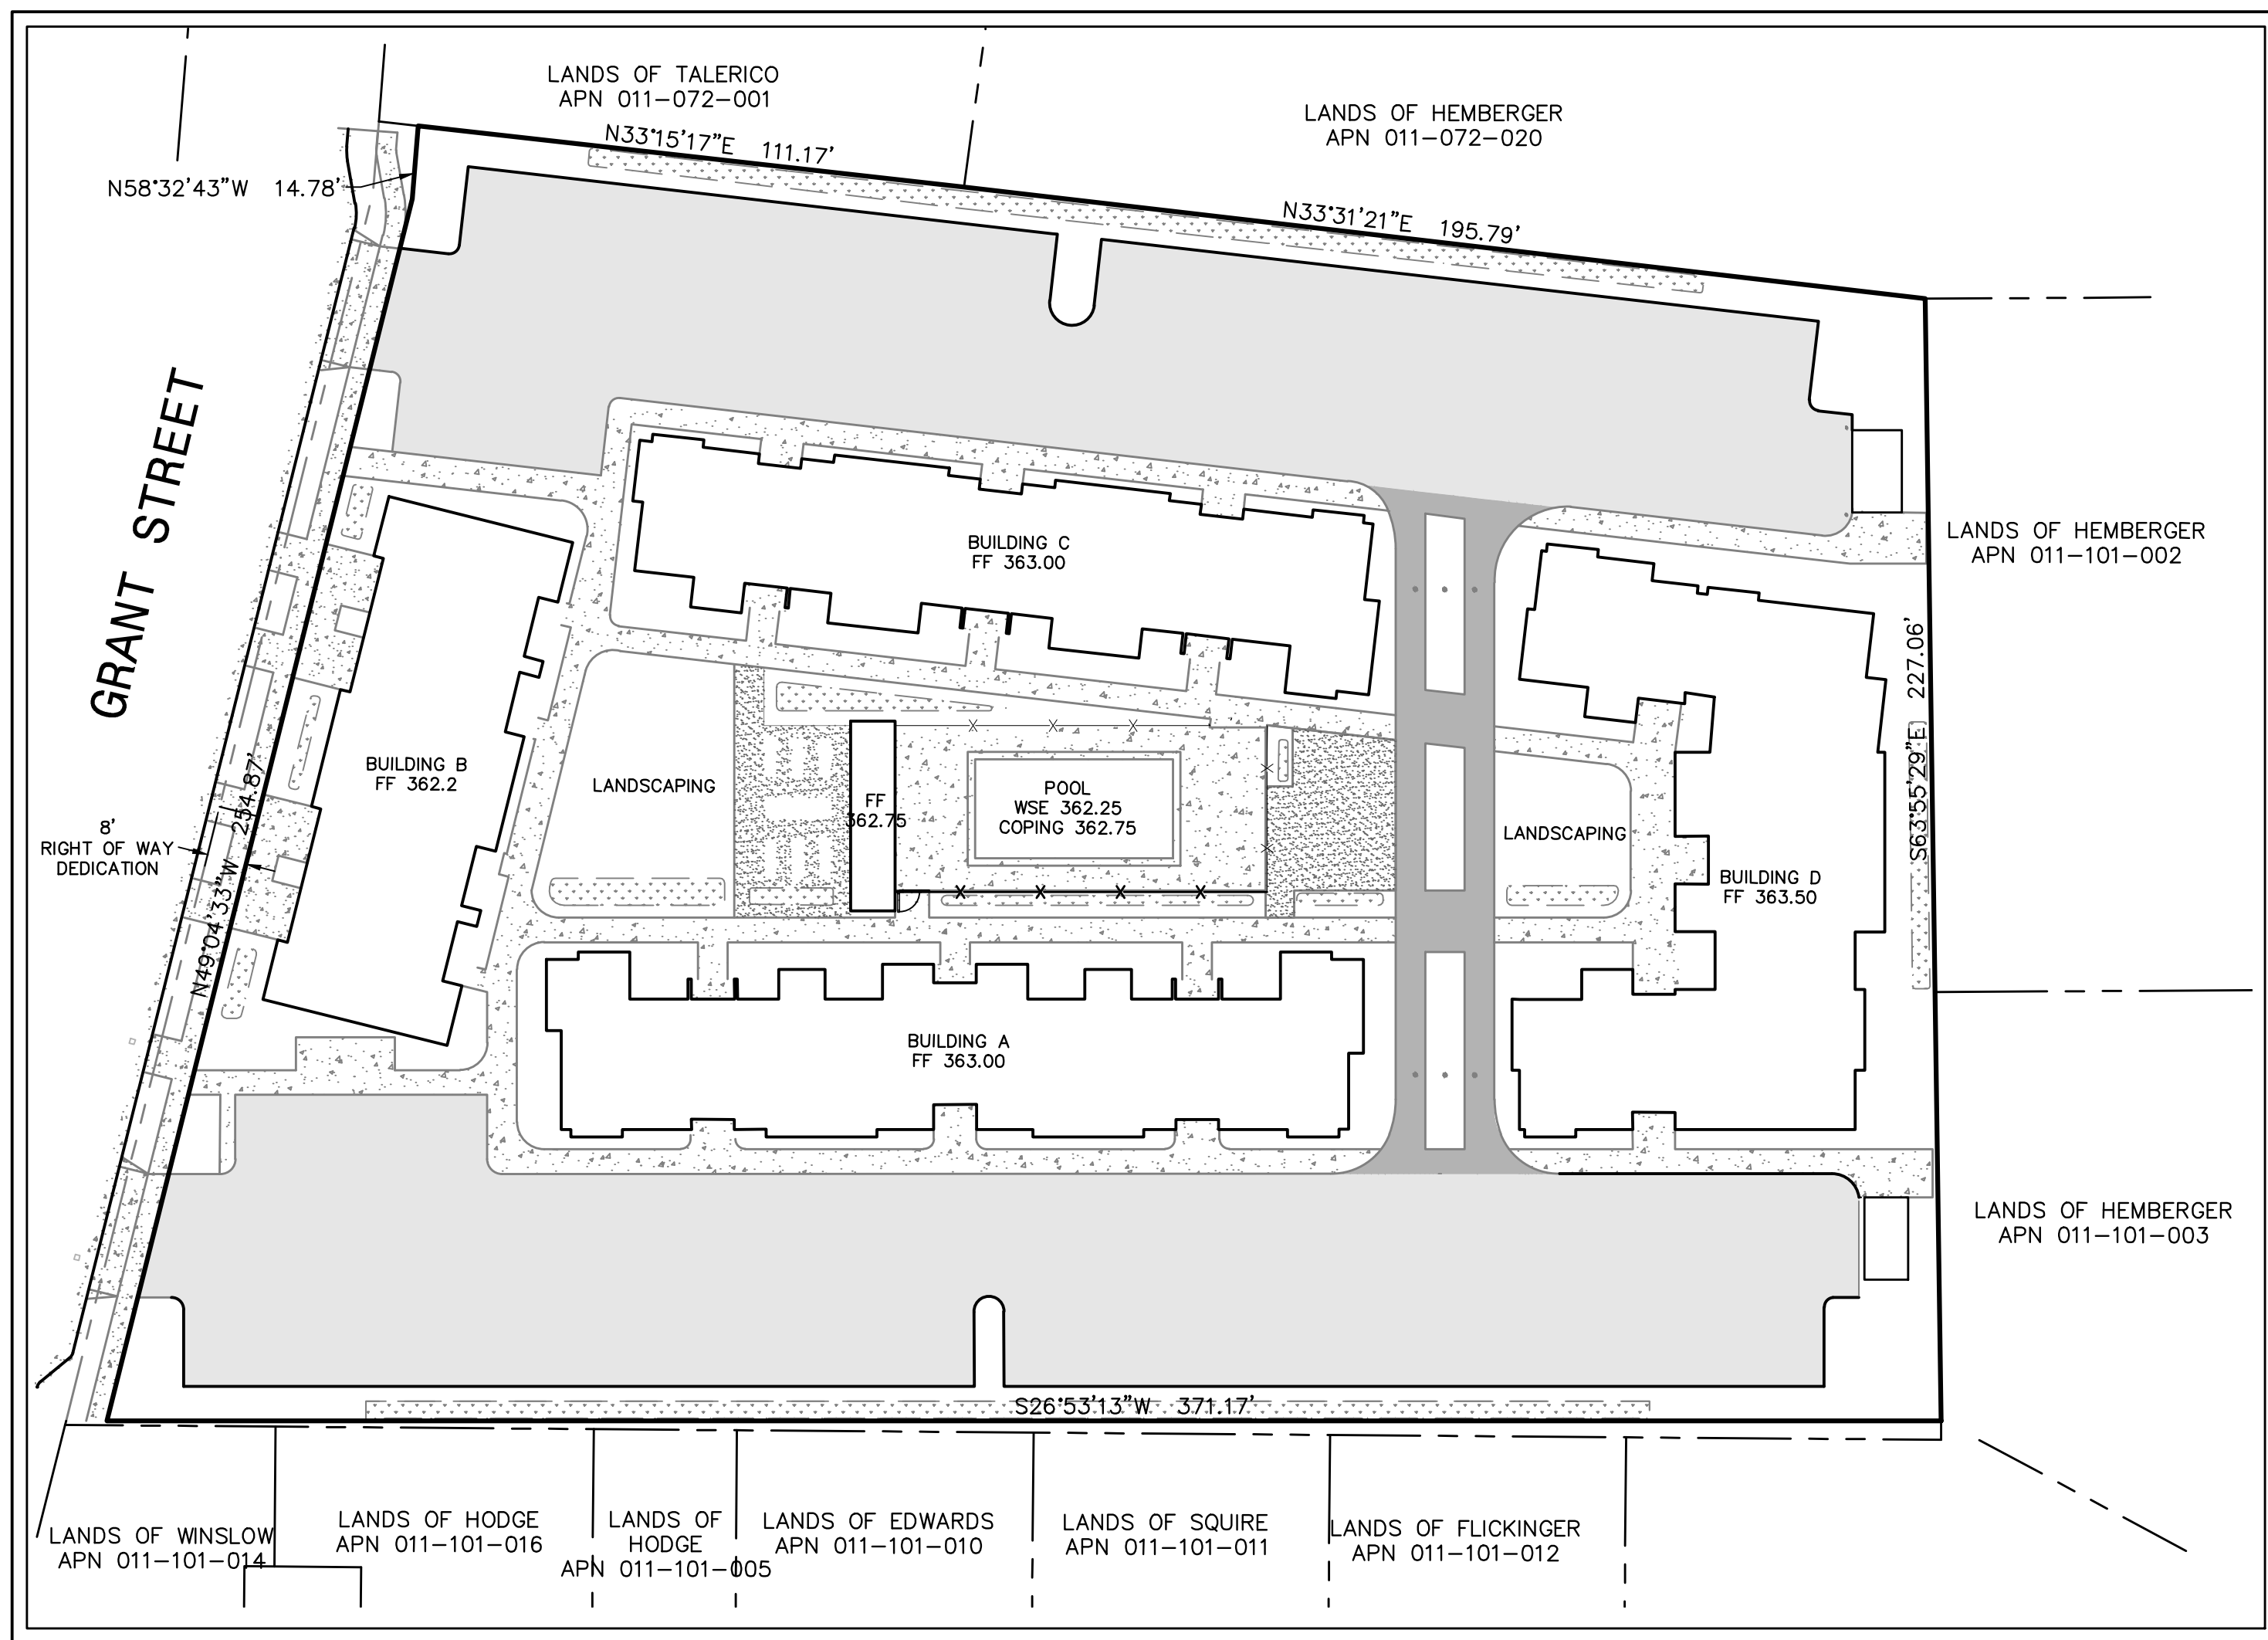 LANDS OF TALERICO
APN 011-072-001
LANDS OF HEMBERGER
APN 011-072-020
N33°15'17"E 111.17'
N58°32'43"W 14.78'
N33°31'21"E 195.79'
GRANT STREET
BUILDING C
FF 363.00
LANDS OF HEMBERGER
APN 011-101-002
S63°55'29"E 227.06'
BUILDING B
FF 362.2
LANDSCAPING
FF
362.75
POOL
WSE 362.25
COPING 362.75
LANDSCAPING
8'
RIGHT OF WAY
DEDICATION
N49°04'33"W 254.87'
BUILDING D
FF 363.50
BUILDING A
FF 363.00
LANDS OF HEMBERGER
APN 011-101-003
S26°53'13"W 371.17'
LANDS OF WINSLOW
APN 011-101-014
LANDS OF HODGE
APN 011-101-016
LANDS OF
HODGE
APN 011-101-005
LANDS OF EDWARDS
APN 011-101-010
LANDS OF SQUIRE
APN 011-101-011
LANDS OF FLICKINGER
APN 011-101-012